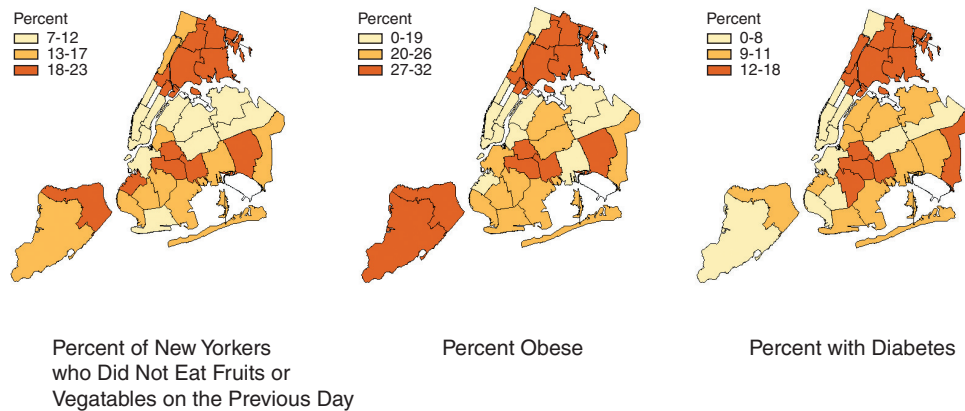 Percent
7-12
13-17
18-23
Percent
0-19
20-26
27-32
Percent
0-8
9-11
12-18
Percent of New Yorkers
who Did Not Eat Fruits or
Vegatables on the Previous Day
Percent Obese
Percent with Diabetes